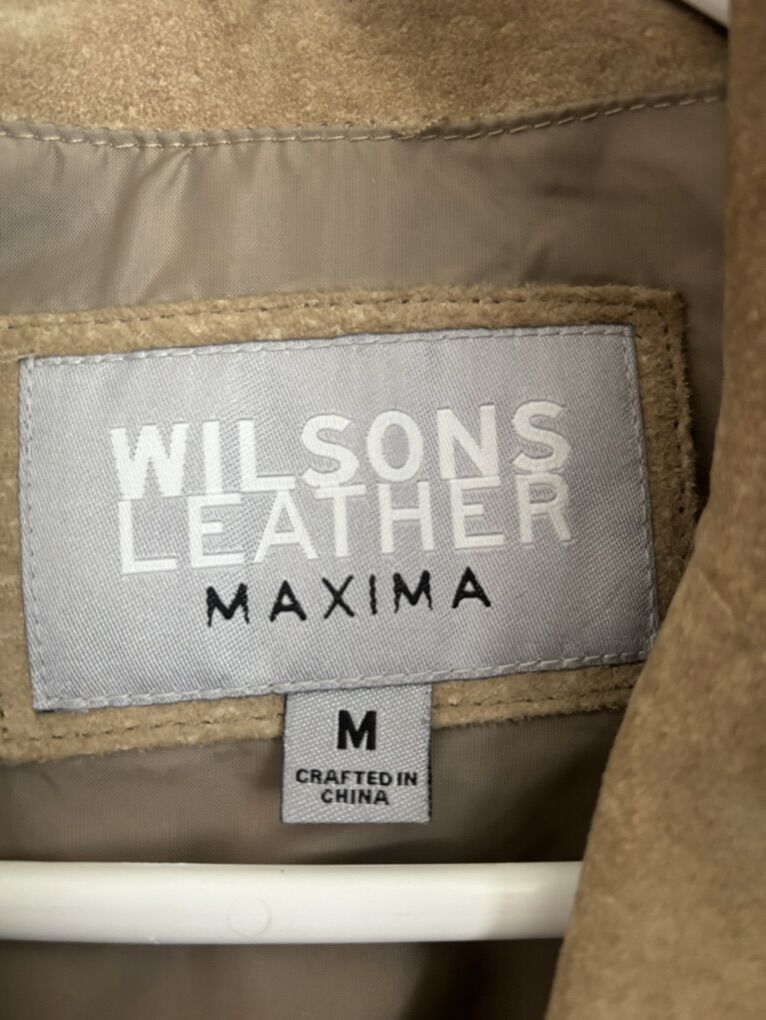 WILSONS
LEATHER
MAXIMA
M
CRAFTED IN
CHINA